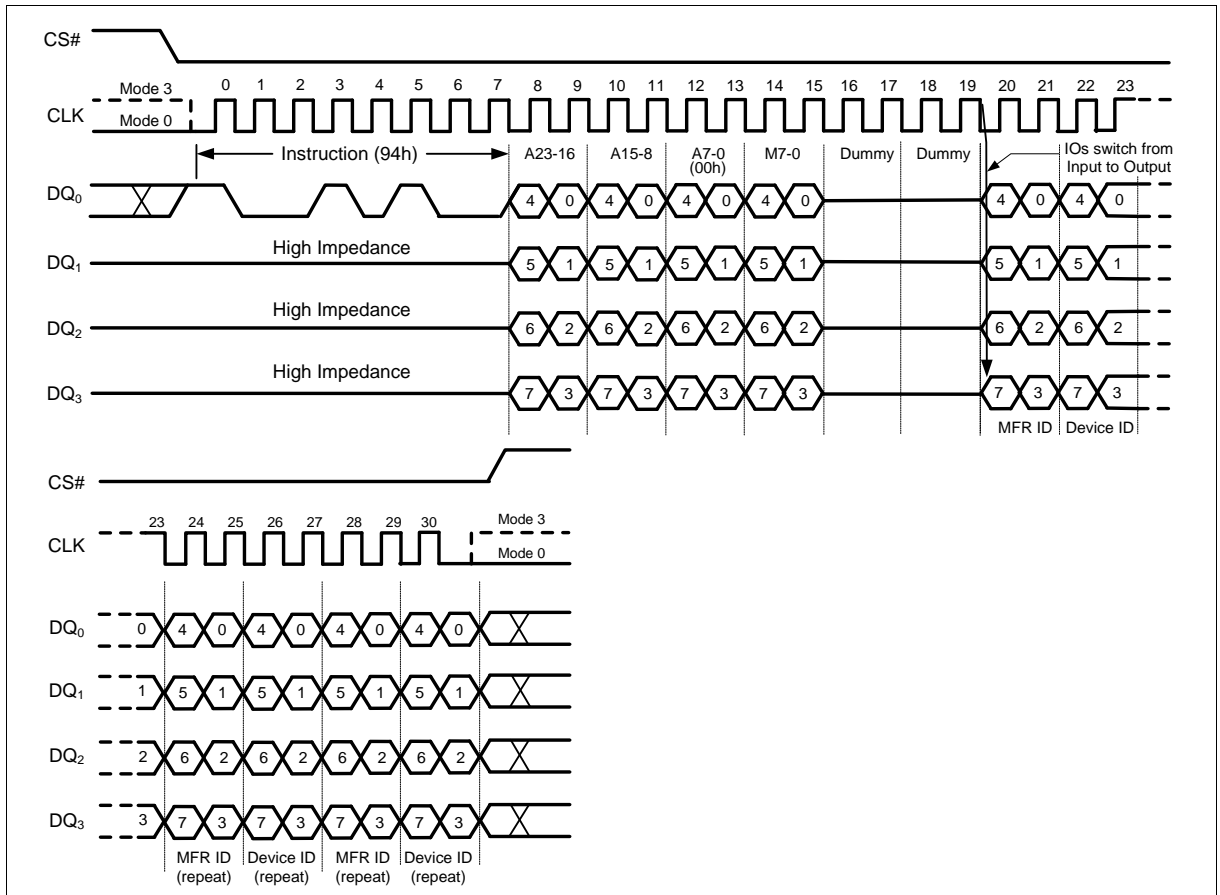 CS#
Mode 3
0 1 2 3 4 5 6 7 8 9 10 11 12 13 14 15 16 17 18 19 20 21 22 23
CLK
Mode 0
Instruction (94h)
A23-16 A15-8 A7-0 (00h) M7-0 Dummy Dummy
IOs switch from
Input to Output
DQ0 4 0 4 0 4 0 4 0 4 0 4 0
High Impedance
DQ1 5 1 5 1 5 1 5 1 5 1 5 1
High Impedance
DQ2 6 2 6 2 6 2 6 2 6 2 6 2
High Impedance
DQ3 7 3 7 3 7 3 7 3 7 3 7 3
MFR ID Device ID
CS#
23 24 25 26 27 28 29 30 Mode 3
CLK
Mode 0
DQ0 0 4 0 4 0 4 0 4 0
DQ1 1 5 1 5 1 5 1 5 1
DQ2 2 6 2 6 2 6 2 6 2
DQ3 3 7 3 7 3 7 3 7 3
MFR ID Device ID MFR ID Device ID
(repeat) (repeat) (repeat) (repeat)